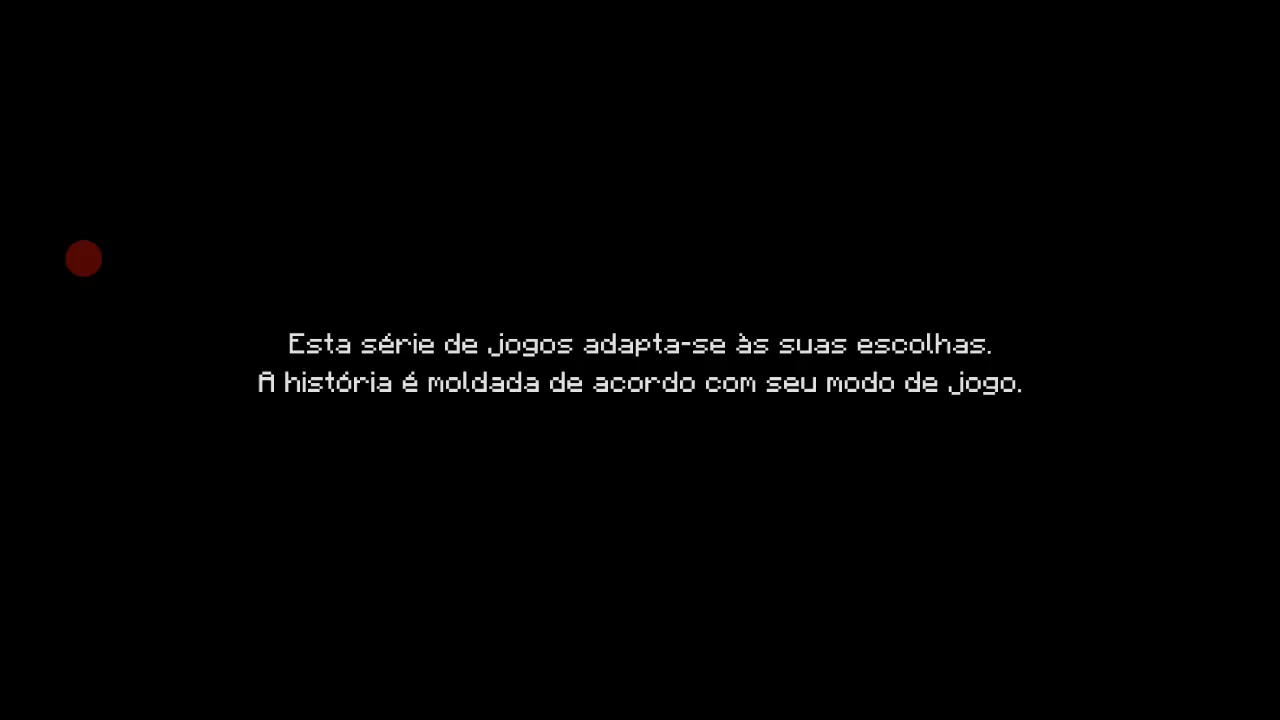 Esta série de jogos adapta-se às suas escolhas.
A história é moldada de acordo com seu modo de jogo.